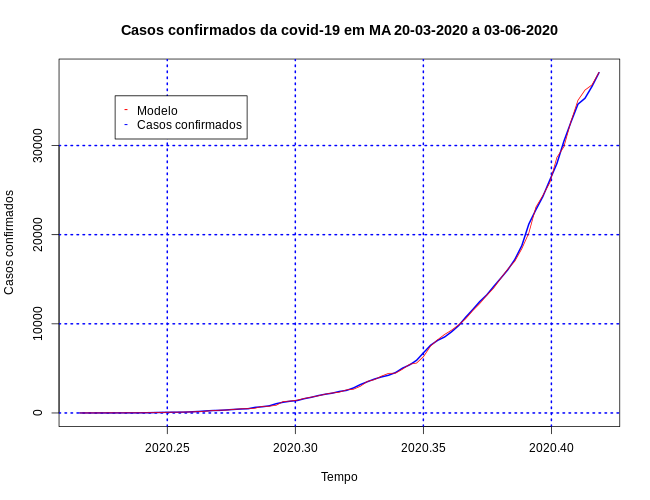 Casos confirmados da covid-19 em MA 20-03-2020 a 03-06-2020
- Modelo
- Casos confirmados
Casos confirmados
30000
20000
10000
0
2020.25 2020.30 2020.35 2020.40
Tempo